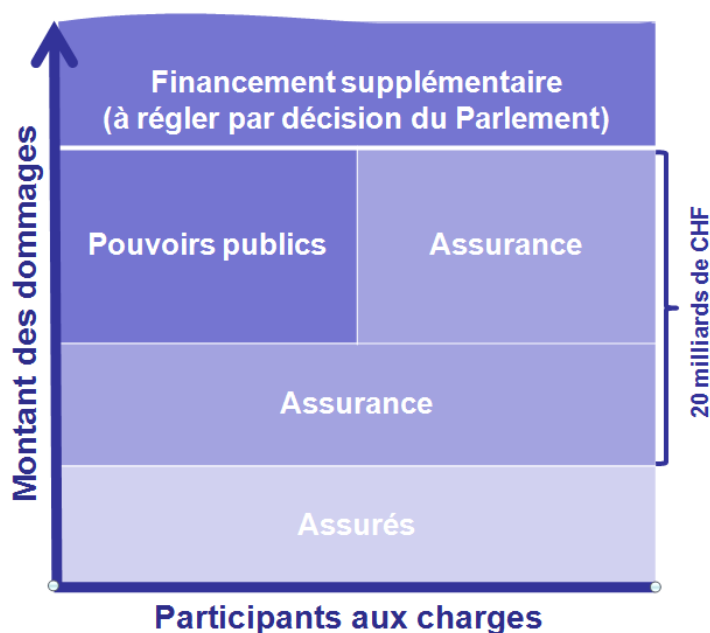 Financement supplémentaire
(à régler par décision du Parlement)
Montant des dommages
Pouvoirs publics
Assurance
20 milliards de CHF
Assurance
Assurés
Participants aux charges